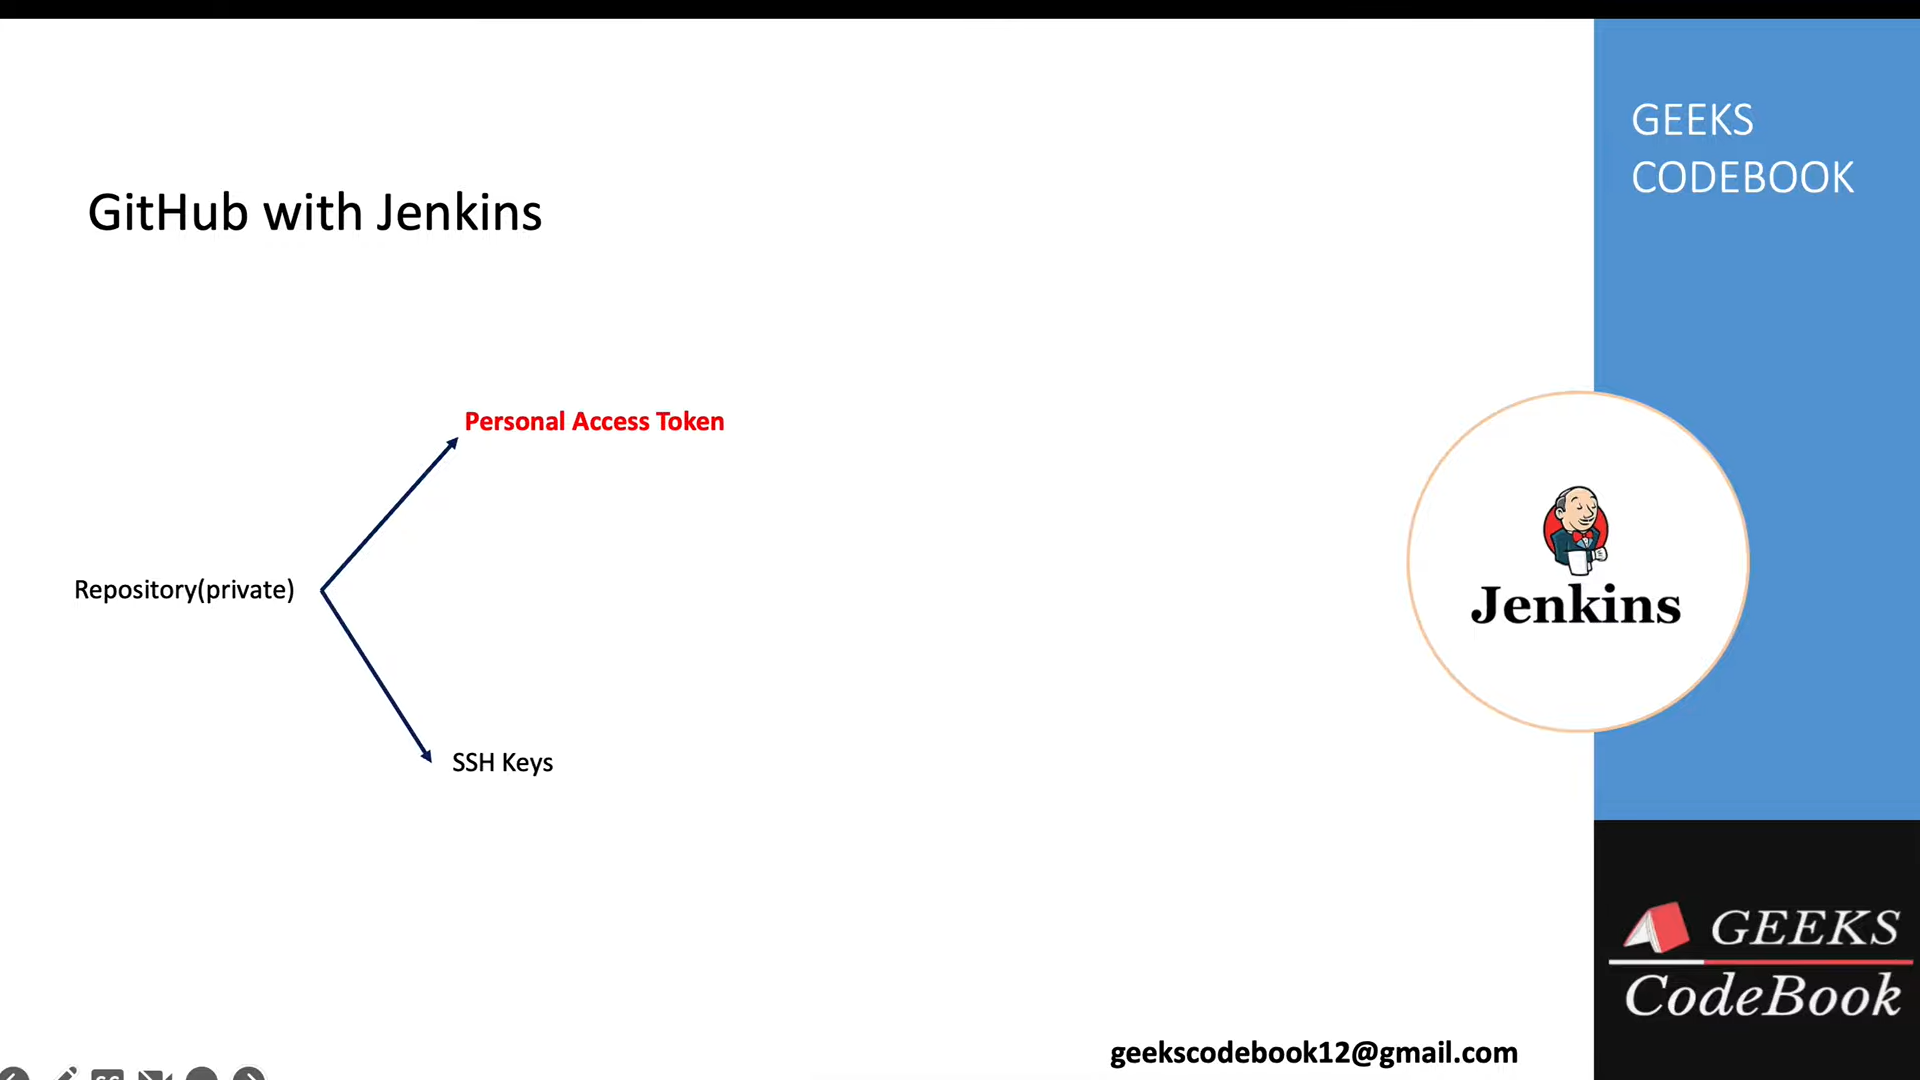 GEEKS
CODEBOOK
GitHub with Jenkins
Personal Access Token
Repository(private)
SSH Keys
Jenkins
GEEKS
CodeBook
geekscodebook12@gmail.com